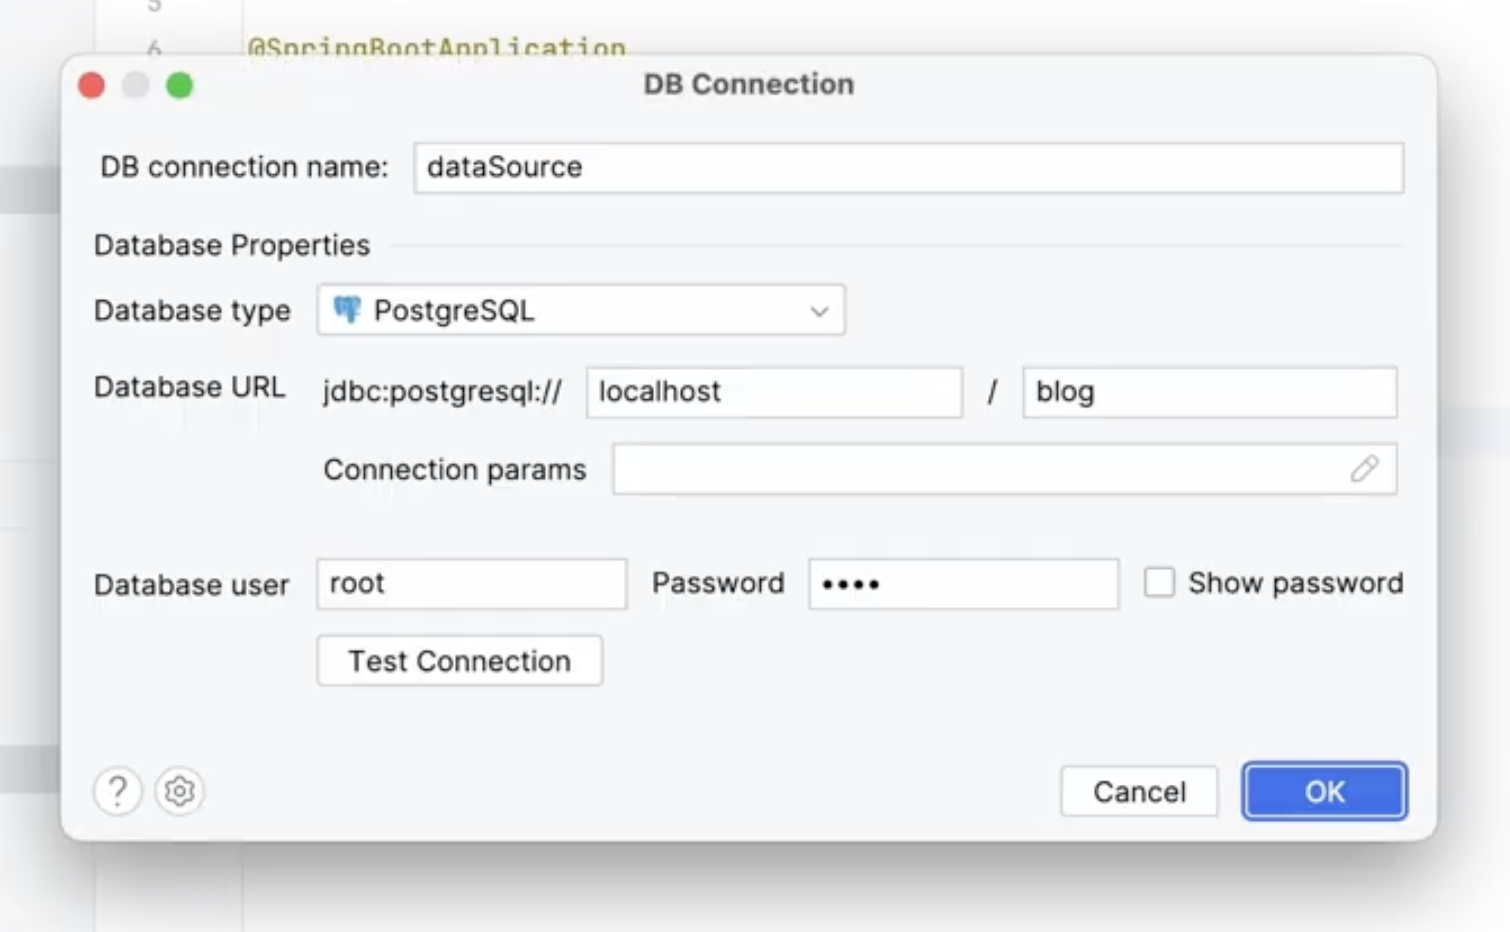 5
6 @SpringBootApplication
DB Connection
DB connection name: dataSource
Database Properties
Database type PostgreSQL
Database URL jdbc:postgresql:// localhost / blog
Connection params
Database user root Password •••• Show password
Test Connection
? Cancel OK